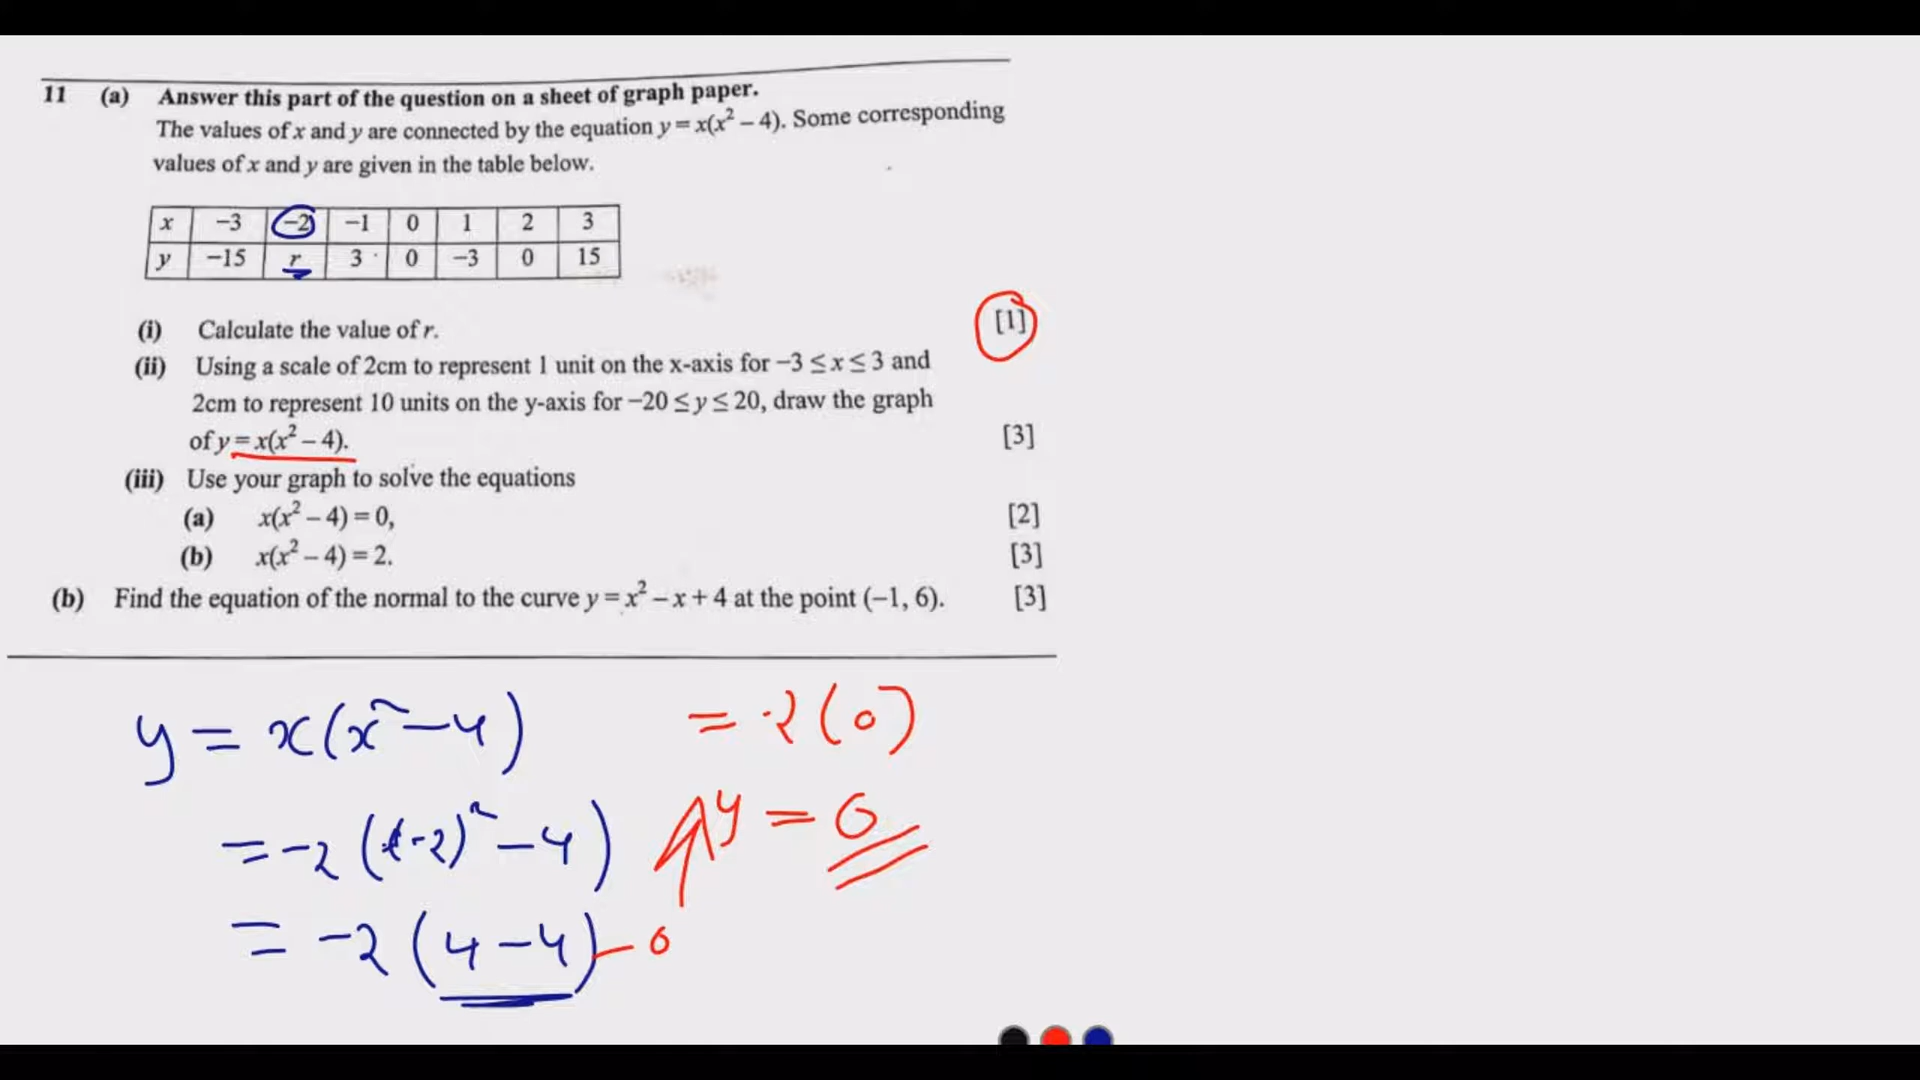 11 (a) Answer this part of the question on a sheet of graph paper.
The values of x and y are connected by the equation y = x(x² – 4). Some corresponding
values of x and y are given in the table below.
x –3 –2 –1 0 1 2 3
y –15 r 3 0 –3 0 15
(i) Calculate the value of r. [1]
(ii) Using a scale of 2cm to represent 1 unit on the x-axis for –3 ≤ x ≤ 3 and
2cm to represent 10 units on the y-axis for –20 ≤ y ≤ 20, draw the graph
of y = x(x² – 4). [3]
(iii) Use your graph to solve the equations
(a) x(x² – 4) = 0, [2]
(b) x(x² – 4) = 2. [3]
(b) Find the equation of the normal to the curve y = x² – x + 4 at the point (–1, 6). [3]
y = x(x² – 4)
= –2((–2)² – 4)
= –2(4 – 4) – 0
= -2(0)
y = 0